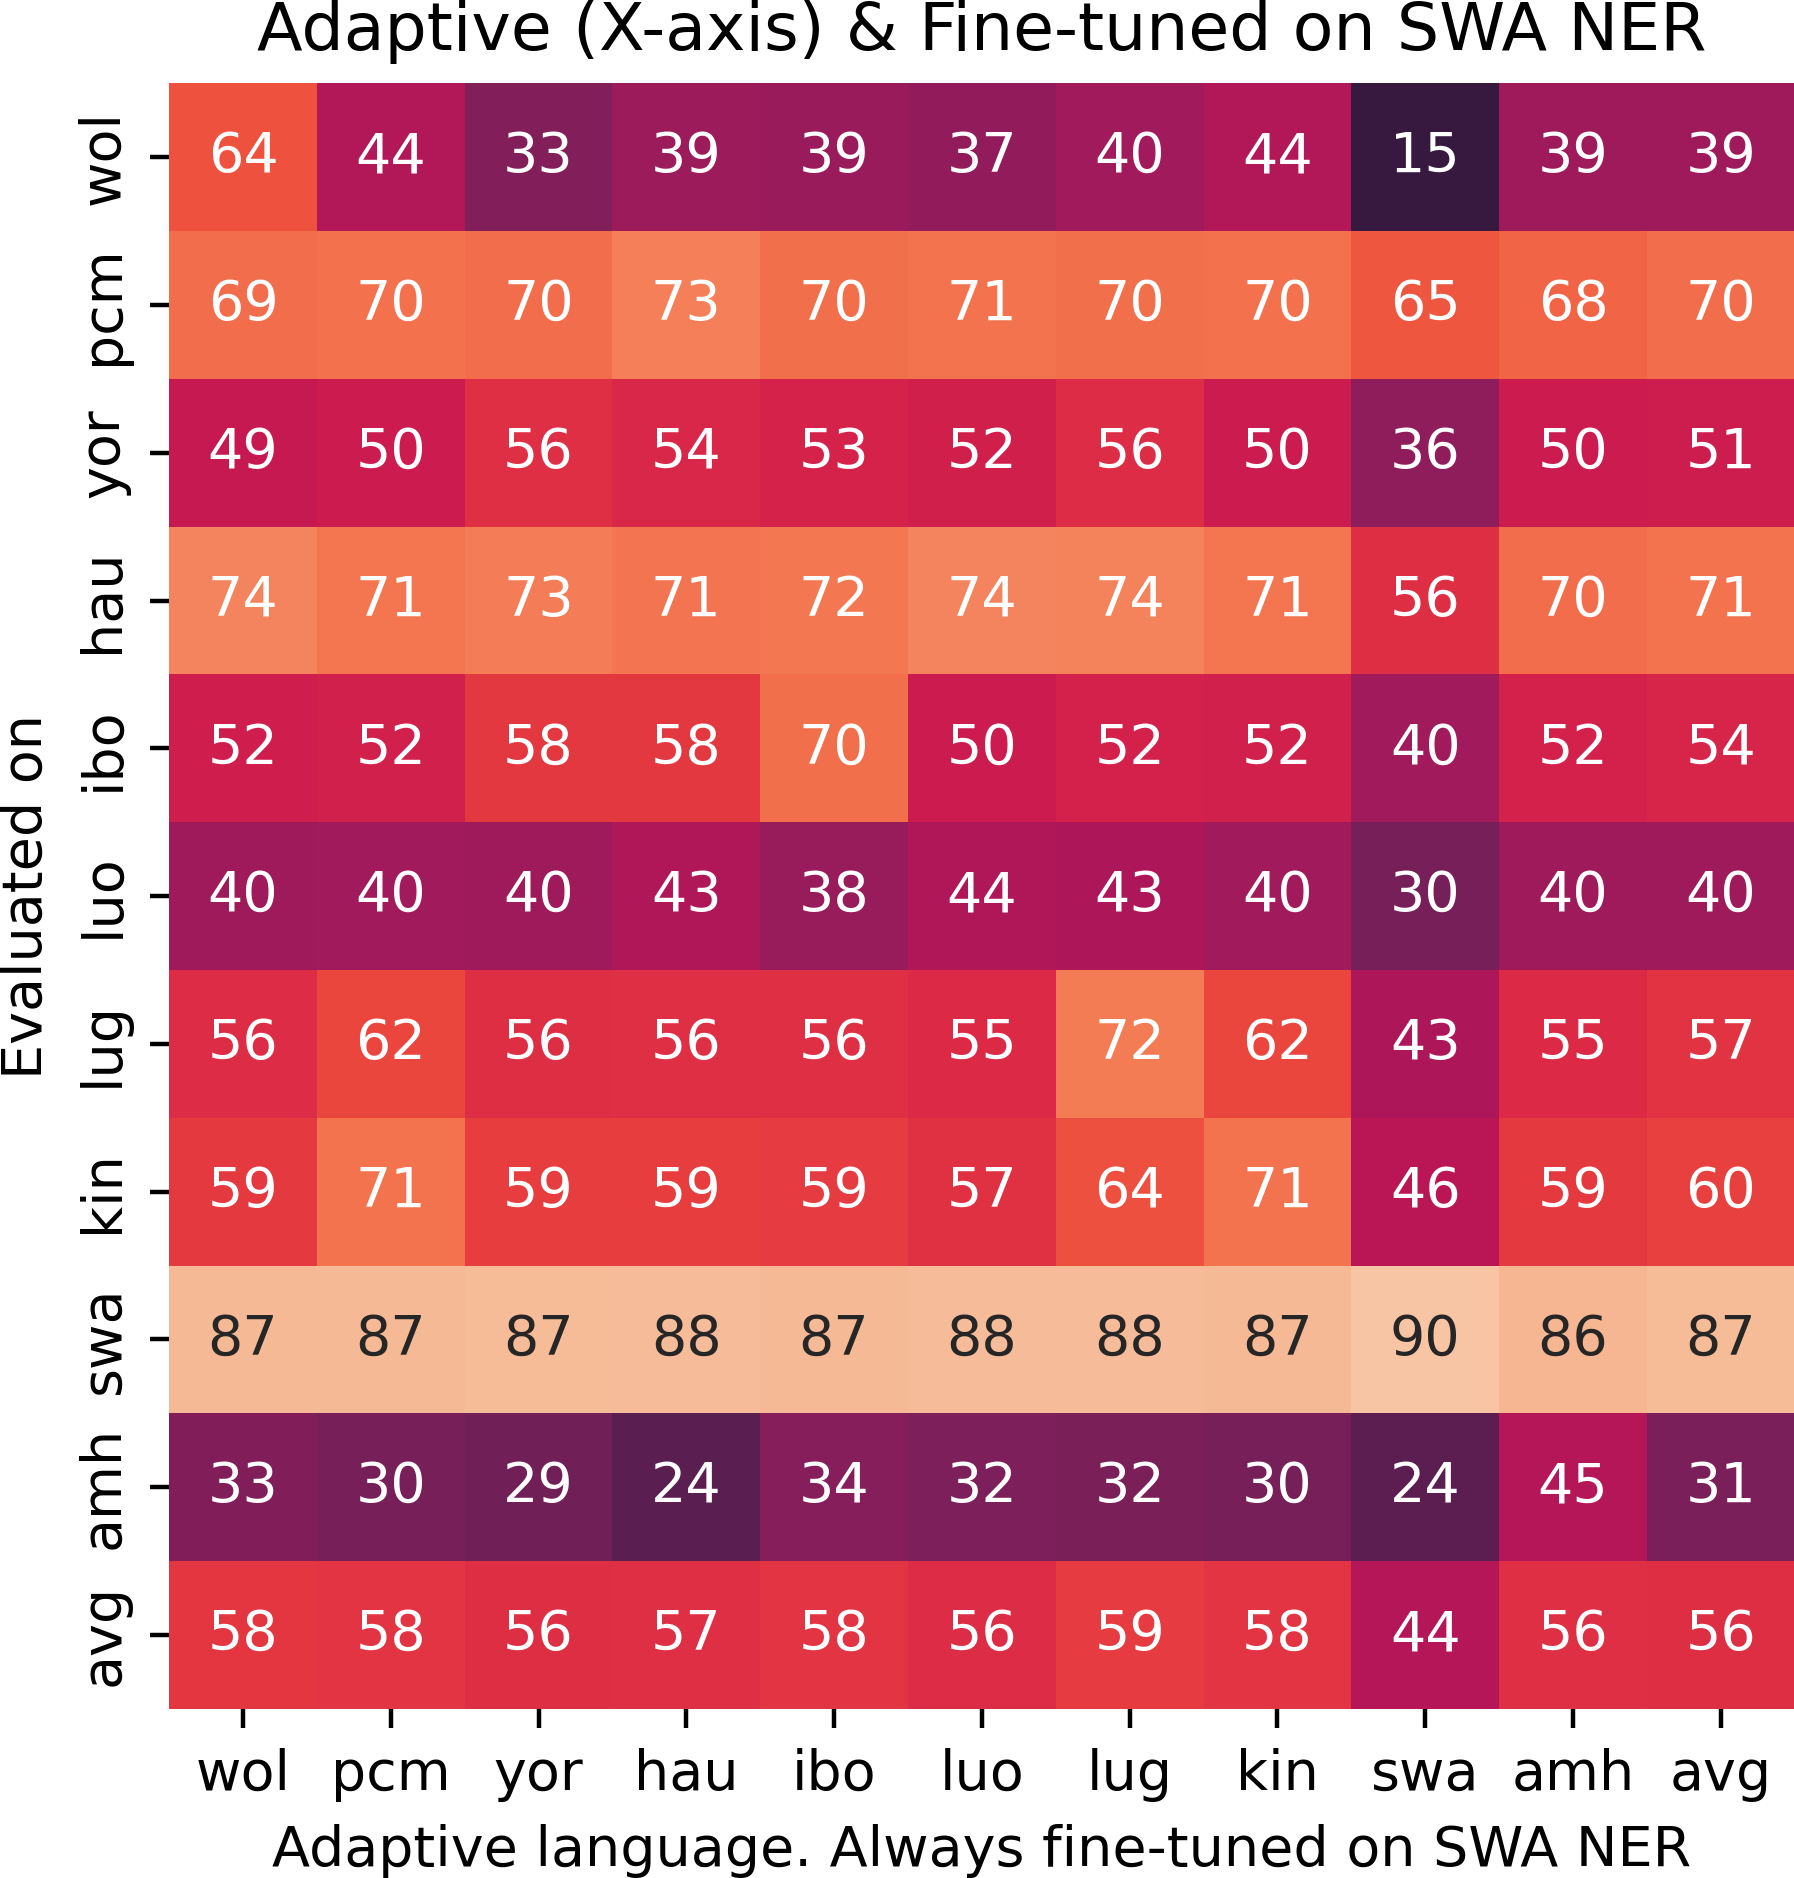 Adaptive (X-axis) & Fine-tuned on SWA NER
Evaluated on
wol 64 44 33 39 39 37 40 44 15 39 39
pcm 69 70 70 73 70 71 70 70 65 68 70
yor 49 50 56 54 53 52 56 50 36 50 51
hau 74 71 73 71 72 74 74 71 56 70 71
ibo 52 52 58 58 70 50 52 52 40 52 54
luo 40 40 40 43 38 44 43 40 30 40 40
lug 56 62 56 56 56 55 72 62 43 55 57
kin 59 71 59 59 59 57 64 71 46 59 60
swa 87 87 87 88 87 88 88 87 90 86 87
amh 33 30 29 24 34 32 32 30 24 45 31
avg 58 58 56 57 58 56 59 58 44 56 56
wol pcm yor hau ibo luo lug kin swa amh avg
Adaptive language. Always fine-tuned on SWA NER